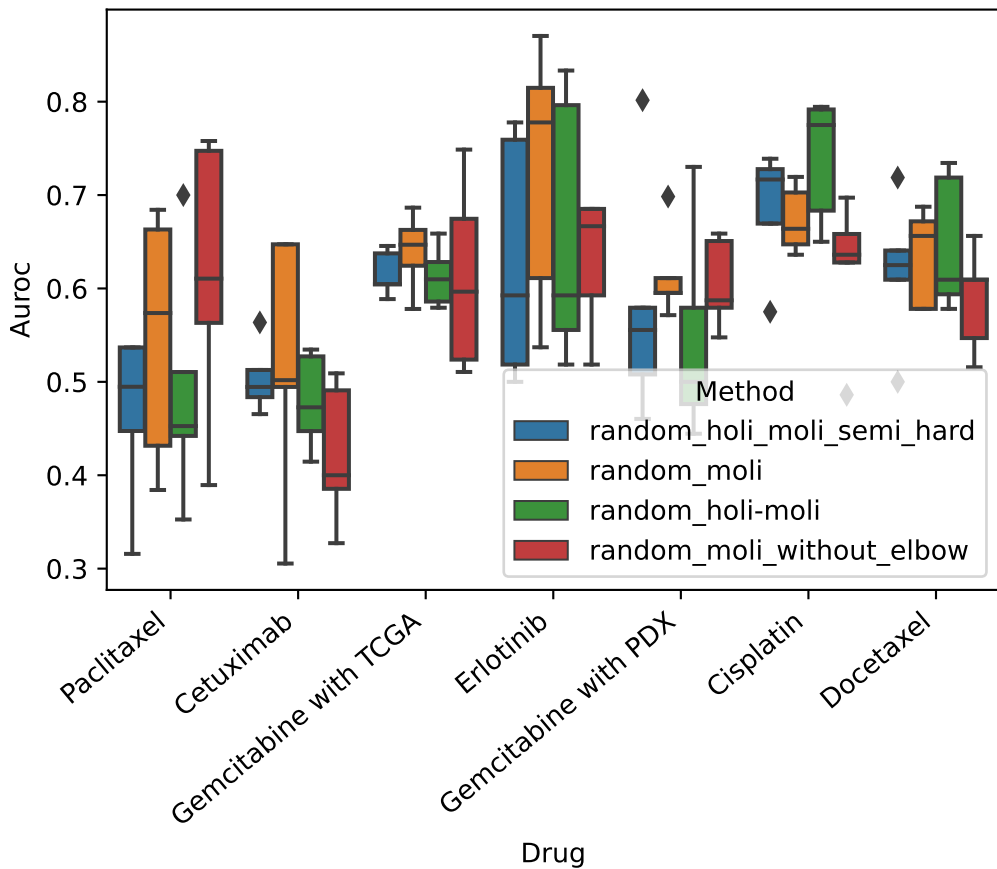 Auroc
0.8
0.7
0.6
0.5
0.4
0.3
Method
random_holi_moli_semi_hard
random_moli
random_holi-moli
random_moli_without_elbow
Paclitaxel
Cetuximab
Gemcitabine with TCGA
Erlotinib
Gemcitabine with PDX
Cisplatin
Docetaxel
Drug